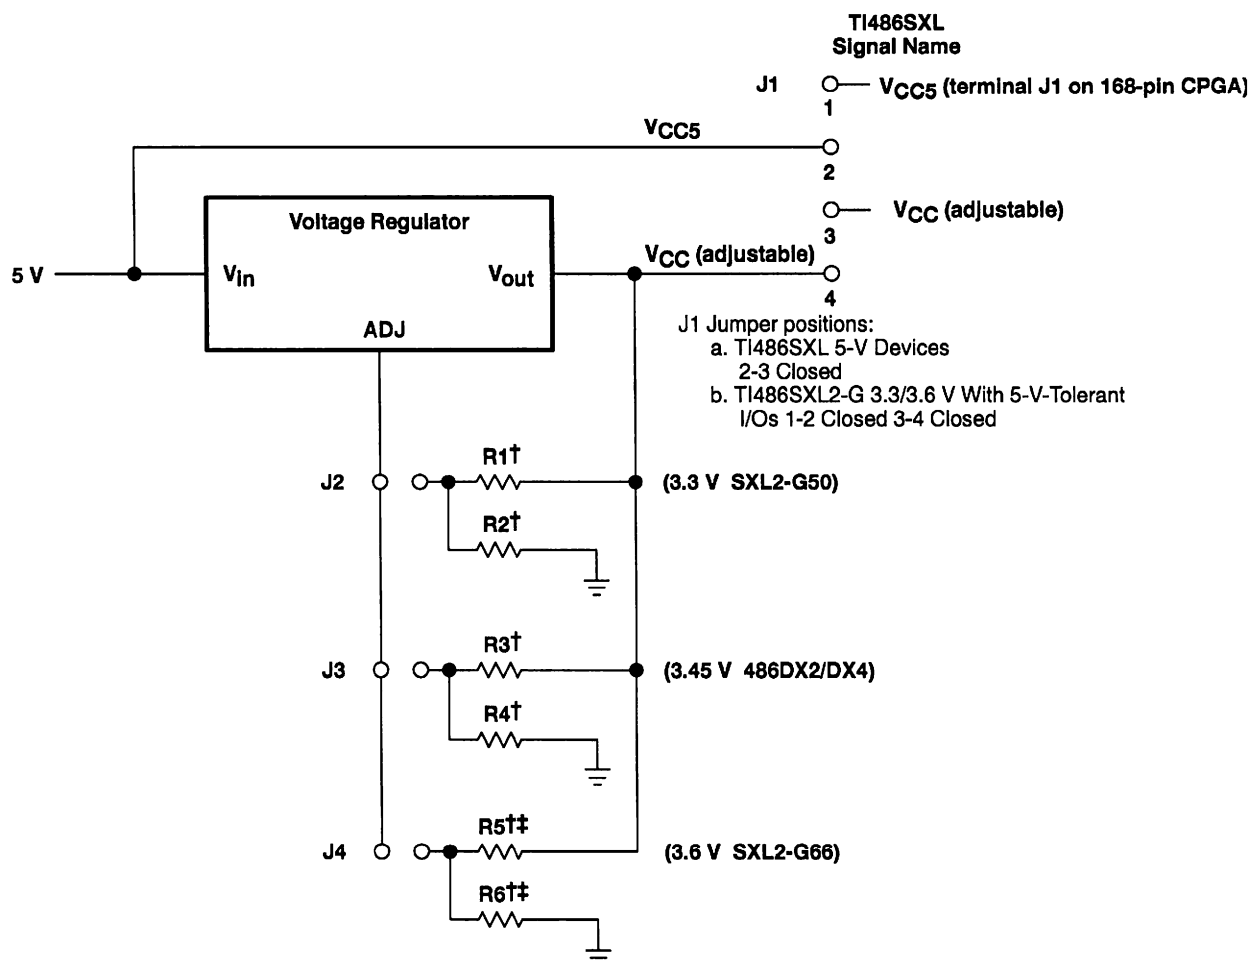 TI486SXL
Signal Name
J1
VCC5 (terminal J1 on 168-pin CPGA)
1
VCC5
2
Voltage Regulator
VCC (adjustable)
3
5 V
Vin
Vout
VCC (adjustable)
4
ADJ
J1 Jumper positions:
a. TI486SXL 5-V Devices
2-3 Closed
b. TI486SXL2-G 3.3/3.6 V With 5-V-Tolerant
I/Os 1-2 Closed 3-4 Closed
R1†
J2
(3.3 V SXL2-G50)
R2†
R3†
J3
(3.45 V 486DX2/DX4)
R4†
R5†‡
J4
(3.6 V SXL2-G66)
R6†‡